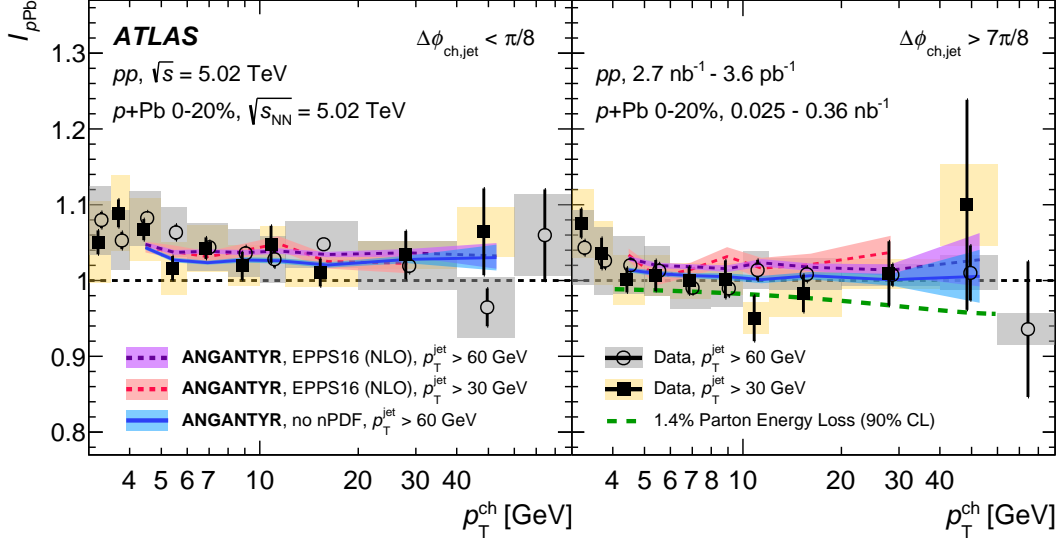 I_pPb
1.3
1.2
1.1
1
0.9
0.8
ATLAS
Δϕ_ch,jet < π/8
pp, √s = 5.02 TeV
p+Pb 0-20%, √s_NN = 5.02 TeV
ANGANTYR, EPPS16 (NLO), p_T^jet > 60 GeV
ANGANTYR, EPPS16 (NLO), p_T^jet > 30 GeV
ANGANTYR, no nPDF, p_T^jet > 60 GeV
4 5 6 7 10 20 30 40
p_T^ch [GeV]
Δϕ_ch,jet > 7π/8
pp, 2.7 nb⁻¹ - 3.6 pb⁻¹
p+Pb 0-20%, 0.025 - 0.36 nb⁻¹
Data, p_T^jet > 60 GeV
Data, p_T^jet > 30 GeV
1.4% Parton Energy Loss (90% CL)
4 5 6 7 8 10 20 30 40
p_T^ch [GeV]